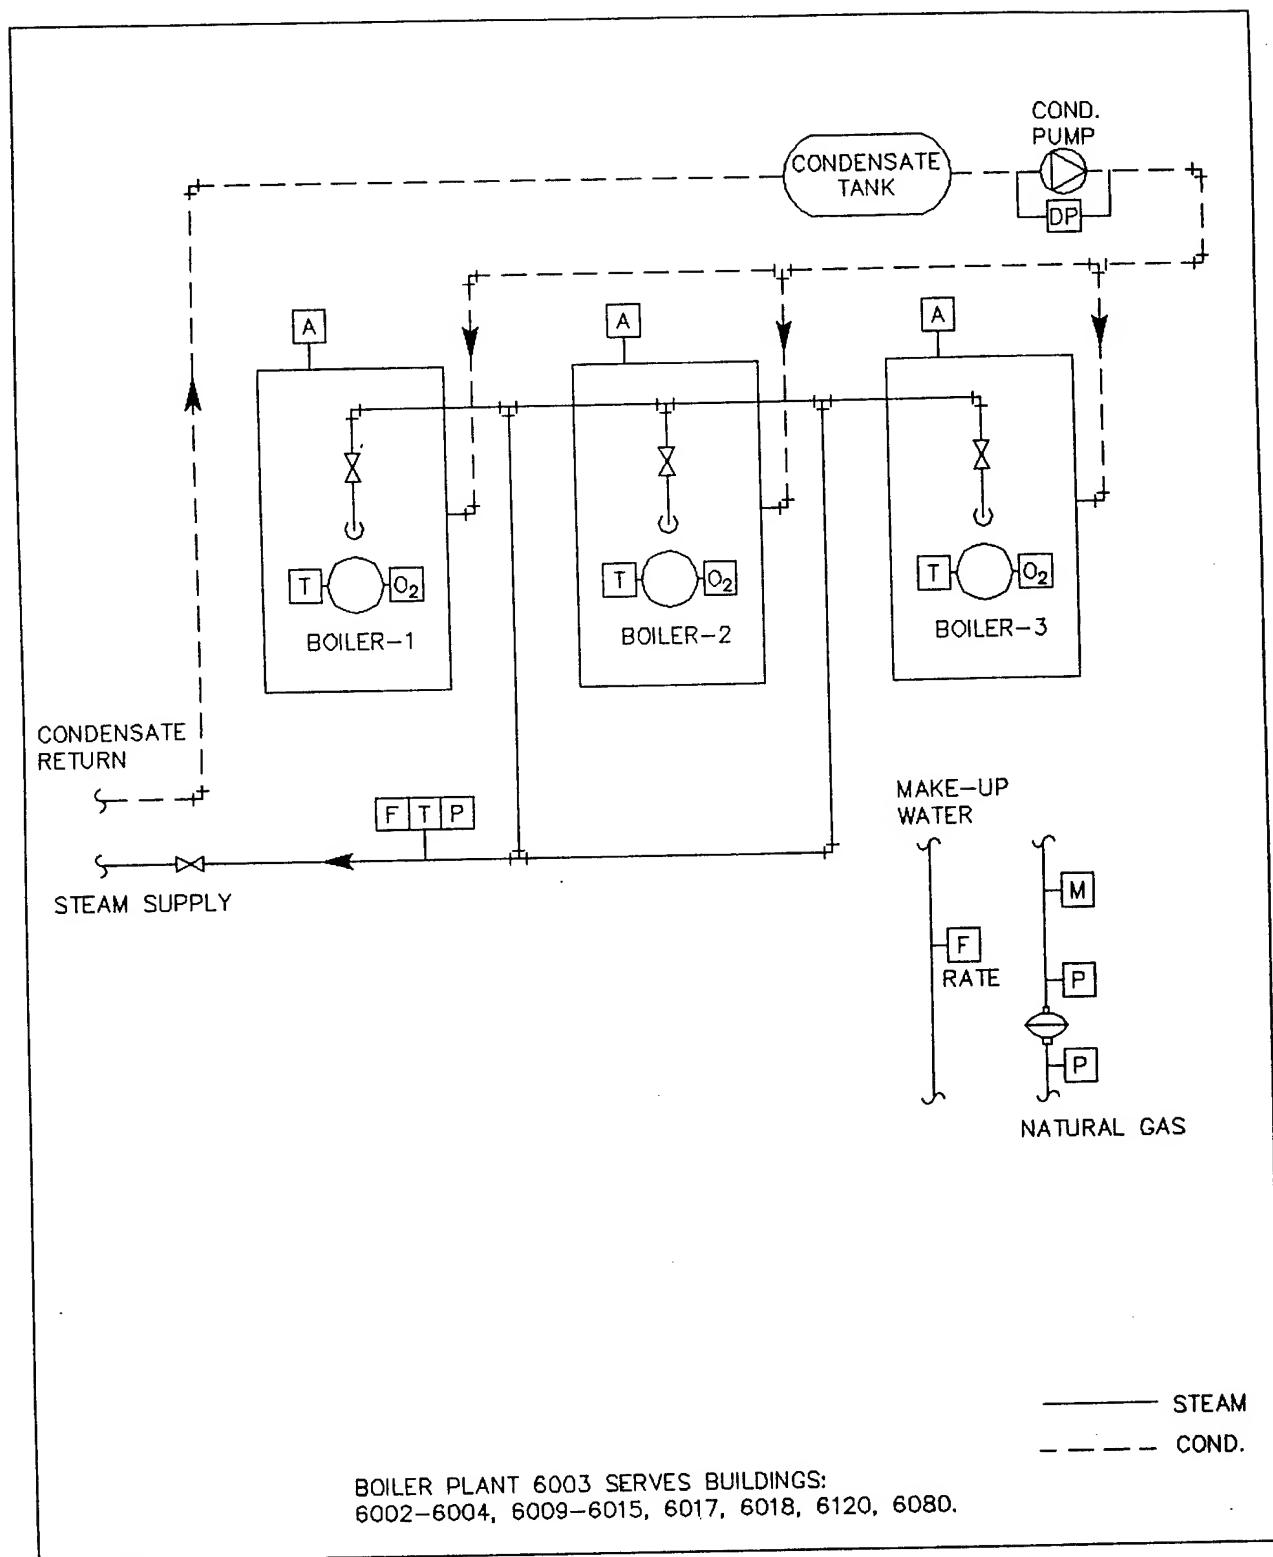 COND.
PUMP
CONDENSATE
TANK
DP
A
A
A
T
O2
BOILER-1
T
O2
BOILER-2
T
O2
BOILER-3
CONDENSATE
RETURN
F T P
STEAM SUPPLY
MAKE-UP
WATER
F
RATE
M
P
P
NATURAL GAS
STEAM
COND.
BOILER PLANT 6003 SERVES BUILDINGS:
6002-6004, 6009-6015, 6017, 6018, 6120, 6080.